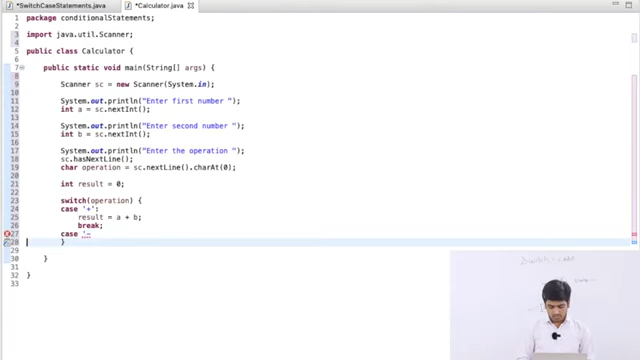 *SwitchCaseStatements.java
*Calculator.java
1 package conditionalStatements;
2
3 import java.util.Scanner;
4
5 public class Calculator {
6
7 public static void main(String[] args) {
8
9 Scanner sc = new Scanner(System.in);
10
11 System.out.println("Enter first number ");
12 int a = sc.nextInt();
13
14 System.out.println("Enter second number ");
15 int b = sc.nextInt();
16
17 System.out.println("Enter the operation ");
18 sc.hasNextLine();
19 char operation = sc.nextLine().charAt(0);
20
21 int result = 0;
22
23 switch(operation) {
24 case '+':
25 result = a + b;
26 break;
27 case '-
28 }
29
30 }
31
32 }
33
Switch-case